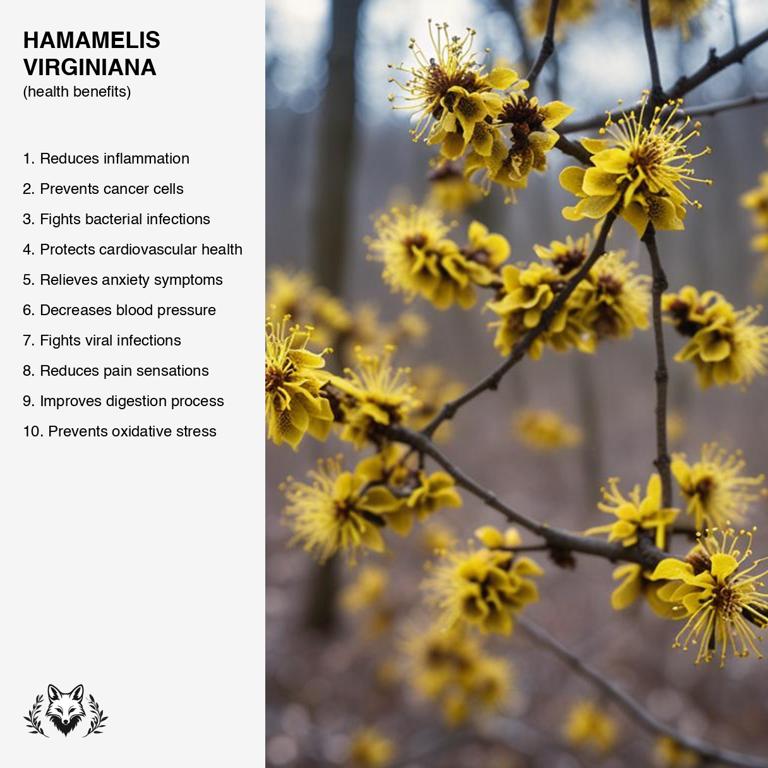 HAMAMELIS
VIRGINIANA
(health benefits)
1. Reduces inflammation
2. Prevents cancer cells
3. Fights bacterial infections
4. Protects cardiovascular health
5. Relieves anxiety symptoms
6. Decreases blood pressure
7. Fights viral infections
8. Reduces pain sensations
9. Improves digestion process
10. Prevents oxidative stress